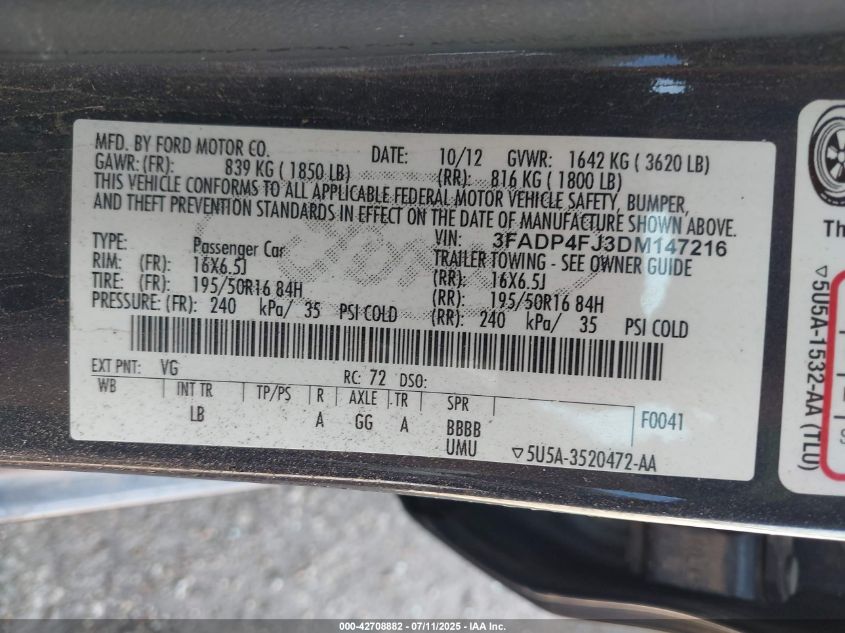 MFD. BY FORD MOTOR CO. DATE: 10/12 GVWR: 1642 KG ( 3620 LB)
GAWR: (FR): 839 KG ( 1850 LB) (RR): 816 KG ( 1800 LB)
THIS VEHICLE CONFORMS TO ALL APPLICABLE FEDERAL MOTOR VEHICLE SAFETY, BUMPER,
AND THEFT PREVENTION STANDARDS IN EFFECT ON THE DATE OF MANUFACTURE SHOWN ABOVE.
VIN: 3FADP4FJ3DM147216
TYPE: Passenger Car TRAILER TOWING - SEE OWNER GUIDE
RIM: (FR): 16X6.5J (RR): 16X6.5J
TIRE: (FR): 195/50R16 84H (RR): 195/50R16 84H
PRESSURE: (FR): 240 kPa/ 35 PSI COLD (RR): 240 kPa/ 35 PSI COLD
EXT PNT: VG RC: 72 DSO:
WB INT TR TP/PS R AXLE TR SPR
LB A GG A BBBB F0041
UMU ▽5U5A-3520472-AA
Th
▽5U5A-1532-AA (TLU)
000-42708882 - 07/11/2025 - IAA Inc.